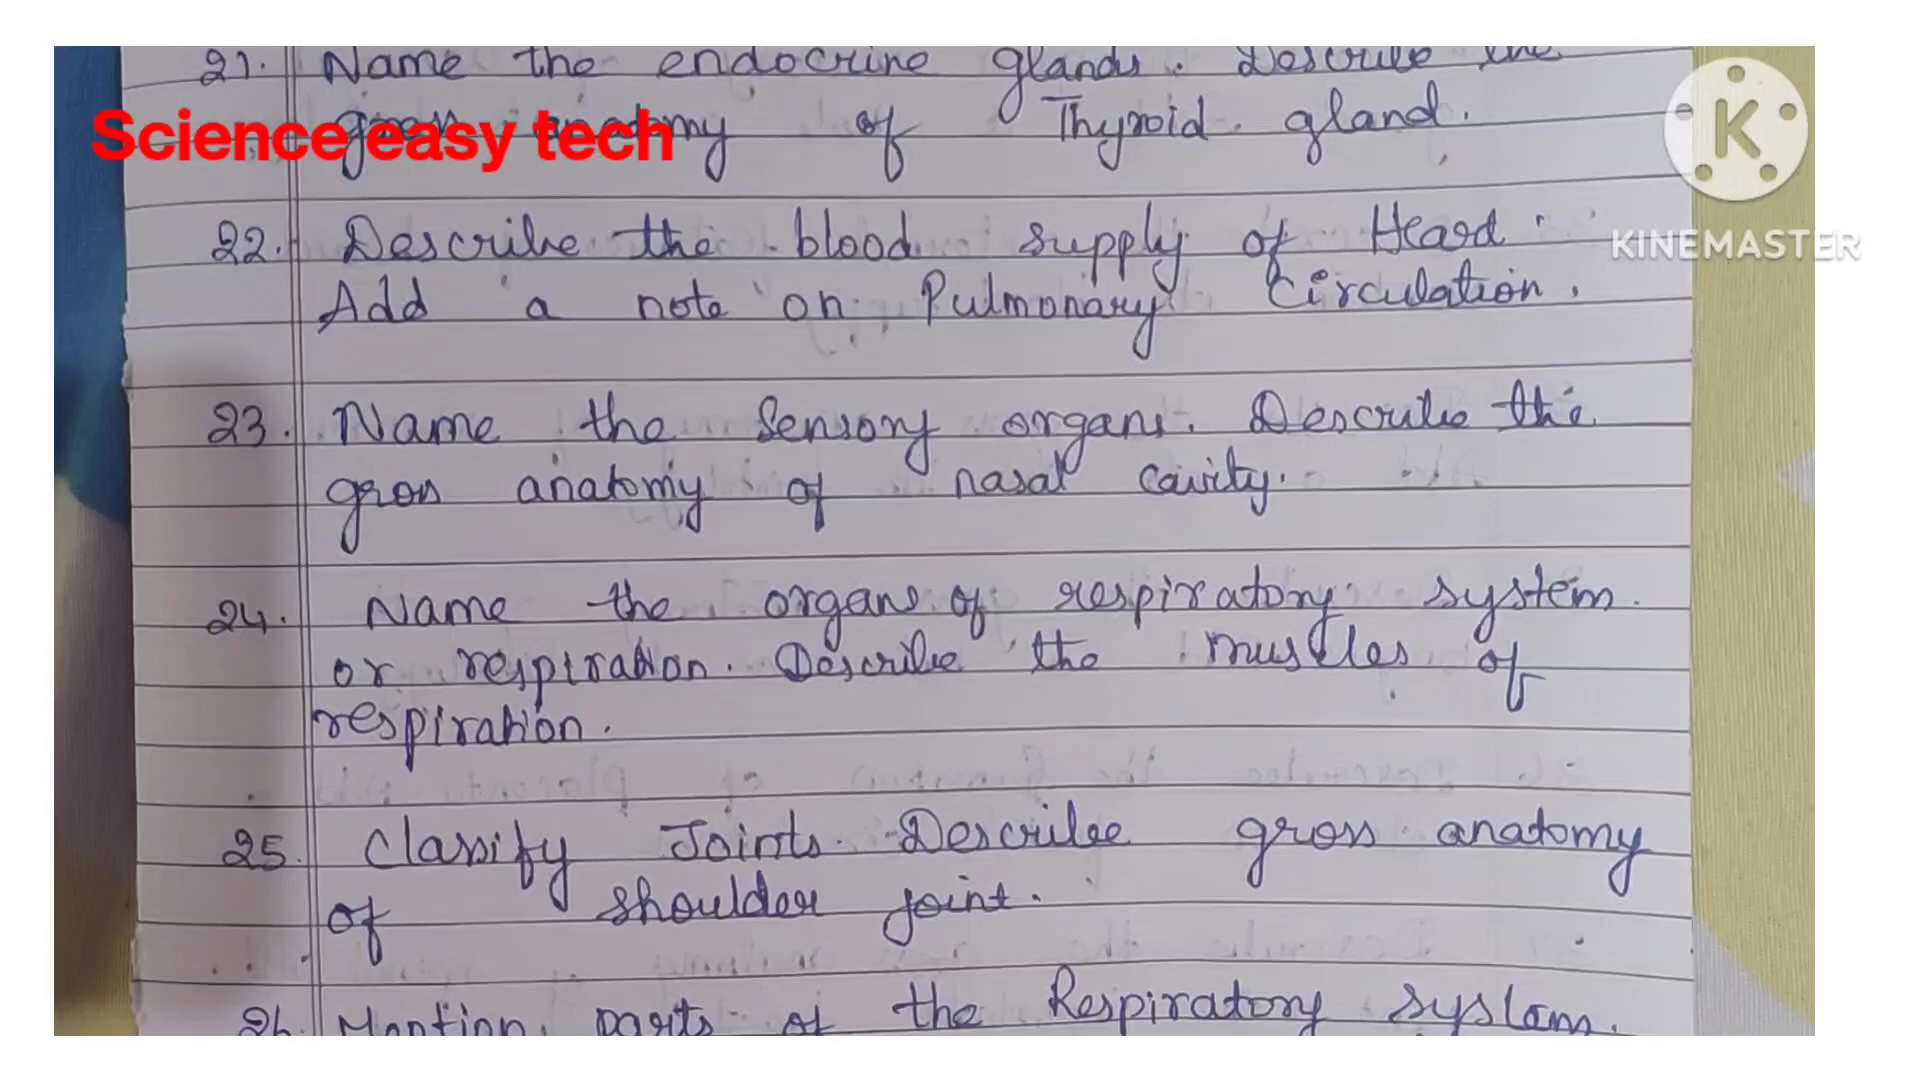 21. Name the endocrine glands. Describe the
gross anatomy of Thyroid gland.
Science easy tech
K
KINEMASTER
22. Describe the blood supply of Heard.
Add a note on Pulmonary Circulation.
23. Name the Sensory organs. Describe the
gross anatomy of nasal cavity.
24. Name the organs of respiratory system.
or respiration. Describe the muscles of
respiration.
25. Classify Joints. Describe gross anatomy
of shoulder joint.
26 Mention parts of the Respiratory system.